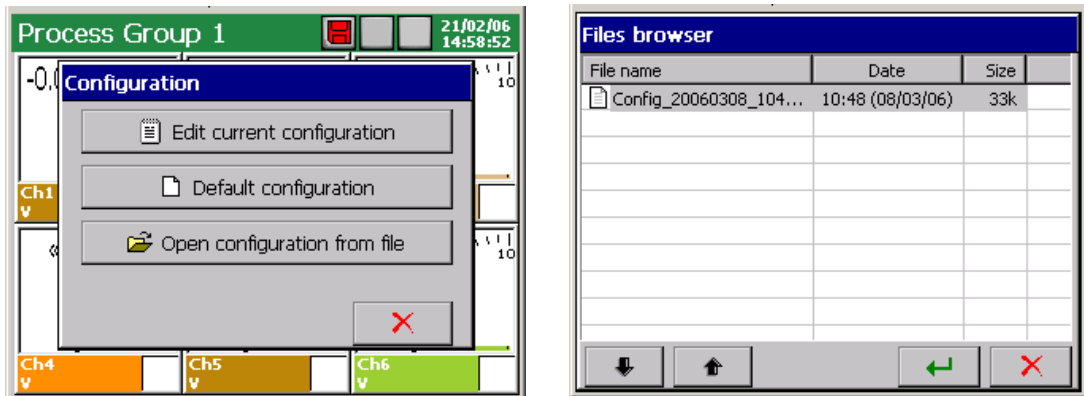 Process Group 1
21/02/06
14:58:52
-0.0
10
Configuration
Edit current configuration
Default configuration
Open configuration from file
Ch1
V
«
10
Ch4
V
Ch5
V
Ch6
V
Files browser
File name Date Size
Config_20060308_104... 10:48 (08/03/06) 33k